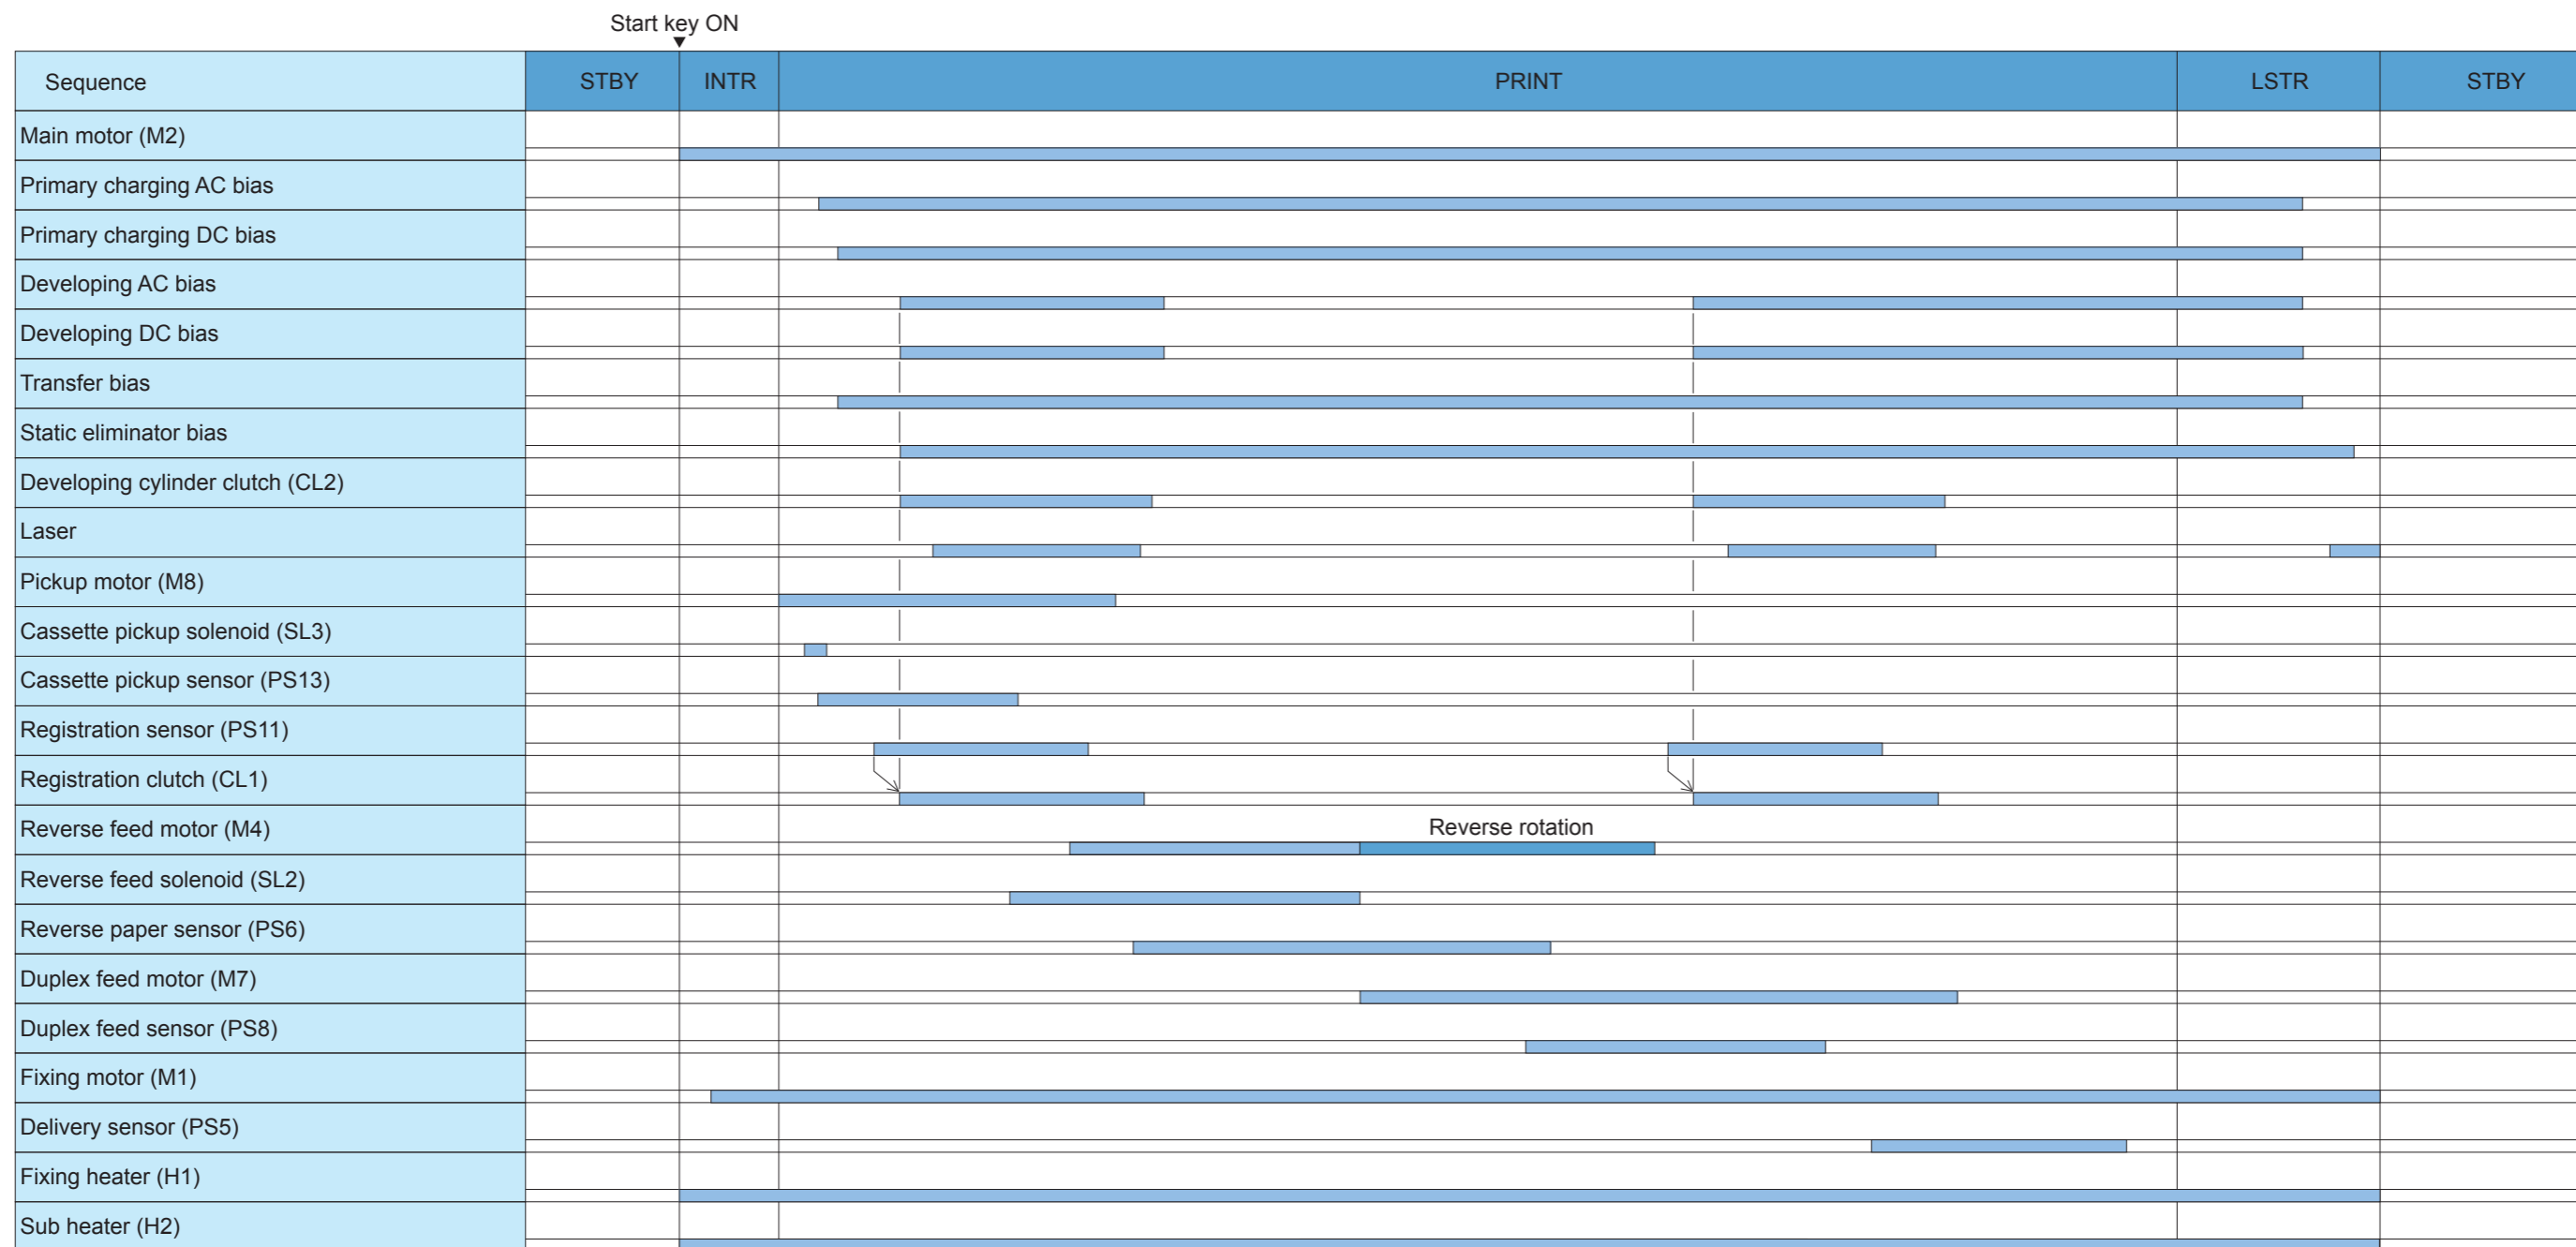 Start key ON
Sequence STBY INTR PRINT LSTR STBY
Main motor (M2)
Primary charging AC bias
Primary charging DC bias
Developing AC bias
Developing DC bias
Transfer bias
Static eliminator bias
Developing cylinder clutch (CL2)
Laser
Pickup motor (M8)
Cassette pickup solenoid (SL3)
Cassette pickup sensor (PS13)
Registration sensor (PS11)
Registration clutch (CL1)
Reverse feed motor (M4) Reverse rotation
Reverse feed solenoid (SL2)
Reverse paper sensor (PS6)
Duplex feed motor (M7)
Duplex feed sensor (PS8)
Fixing motor (M1)
Delivery sensor (PS5)
Fixing heater (H1)
Sub heater (H2)